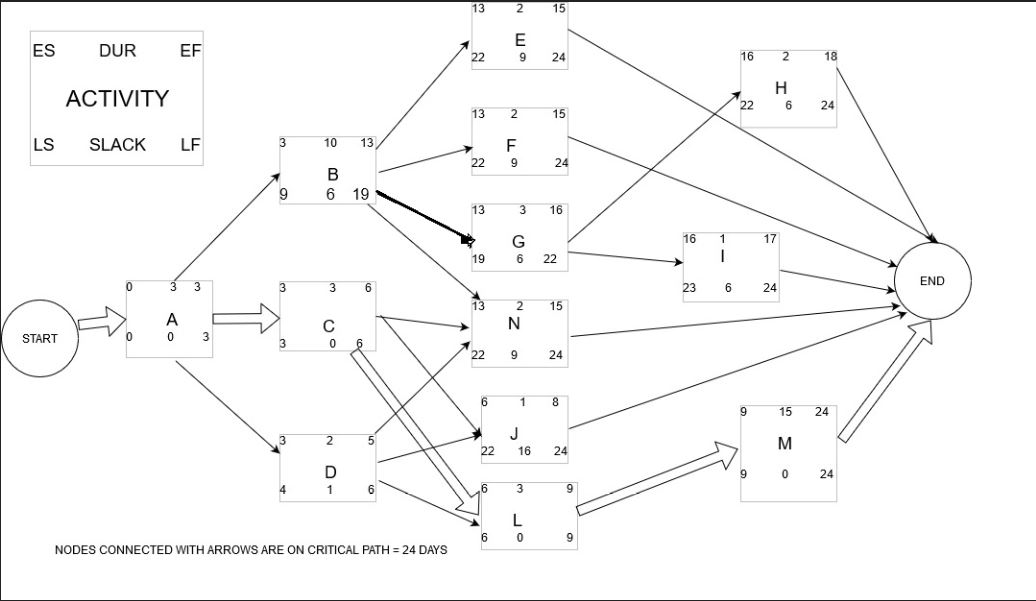 ES DUR EF
ACTIVITY
LS SLACK LF
START
0 3 3
A
0 0 3
3 10 13
B
9 6 19
3 3 6
C
3 0 6
3 2 5
D
4 1 6
13 2 15
E
22 9 24
13 2 15
F
22 9 24
13 3 16
G
19 6 22
13 2 15
N
22 9 24
6 1 8
J
22 16 24
6 3 9
L
6 0 9
16 2 18
H
22 6 24
16 1 17
I
23 6 24
9 15 24
M
9 0 24
END
NODES CONNECTED WITH ARROWS ARE ON CRITICAL PATH = 24 DAYS